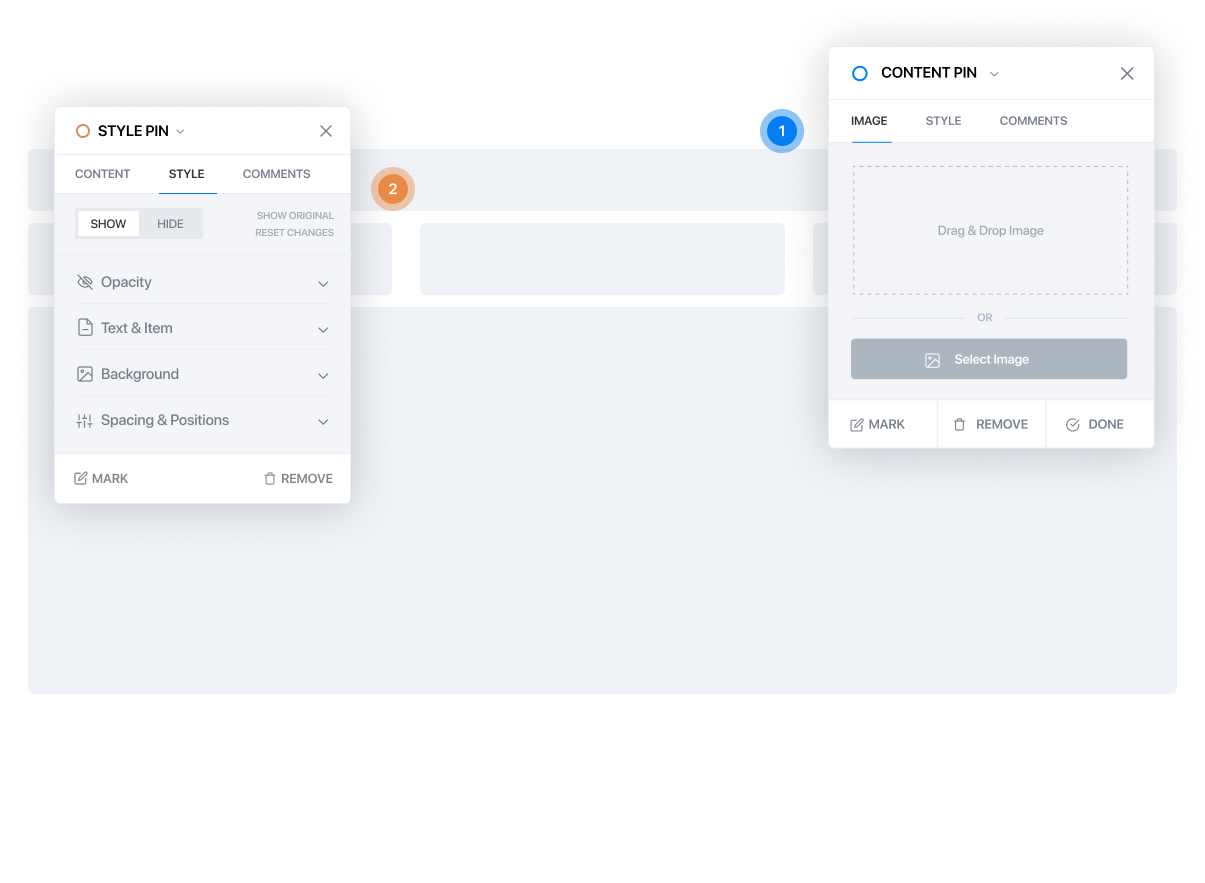 STYLE PIN
CONTENT STYLE COMMENTS
SHOW HIDE
SHOW ORIGINAL
RESET CHANGES
Opacity
Text & Item
Background
Spacing & Positions
MARK REMOVE
2
1
CONTENT PIN
IMAGE STYLE COMMENTS
Drag & Drop Image
OR
Select Image
MARK REMOVE DONE